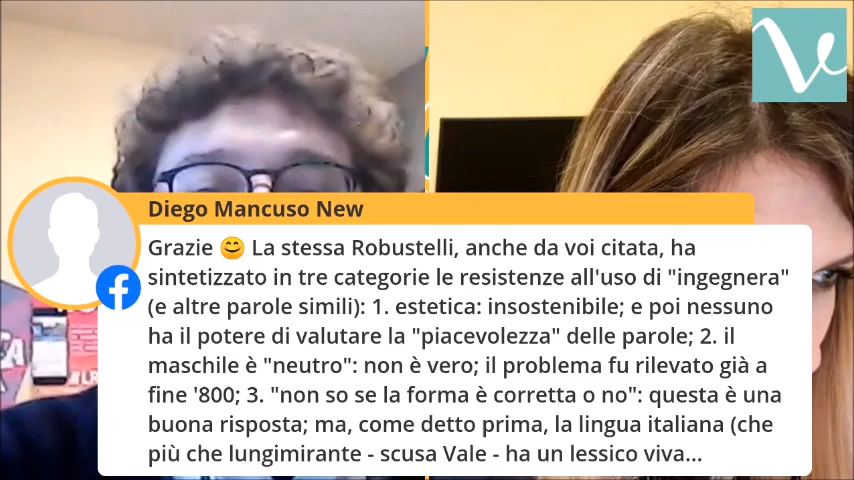 Diego Mancuso New
Grazie 😊 La stessa Robustelli, anche da voi citata, ha
sintetizzato in tre categorie le resistenze all'uso di "ingegnera"
(e altre parole simili): 1. estetica: insostenibile; e poi nessuno
ha il potere di valutare la "piacevolezza" delle parole; 2. il
maschile è "neutro": non è vero; il problema fu rilevato già a
fine '800; 3. "non so se la forma è corretta o no": questa è una
buona risposta; ma, come detto prima, la lingua italiana (che
più che lungimirante - scusa Vale - ha un lessico viva...